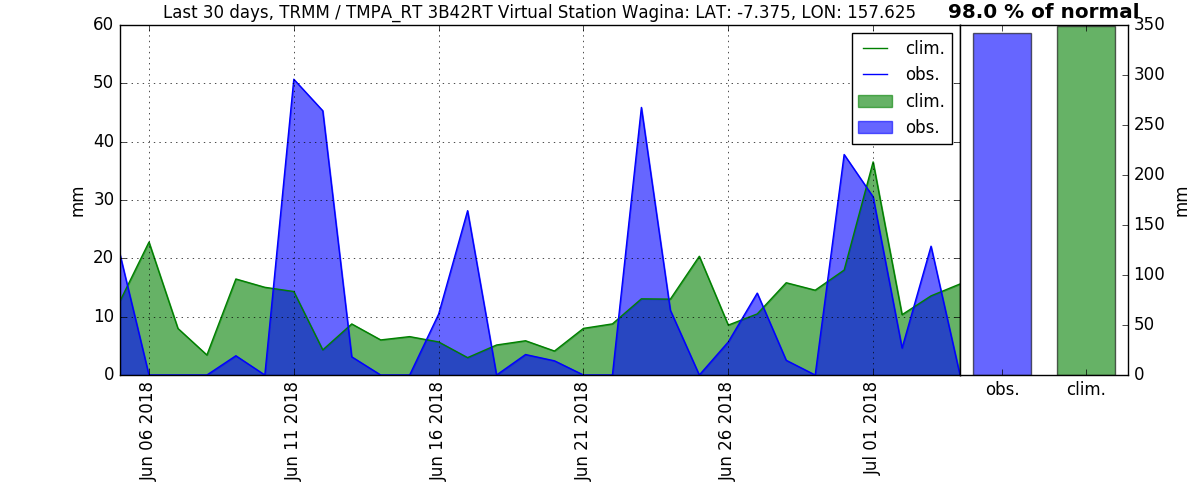 Last 30 days, TRMM / TMPA_RT 3B42RT Virtual Station Wagina: LAT: -7.375, LON: 157.625
98.0 % of normal
60
50
40
30
20
10
0
mm
clim.
obs.
clim.
obs.
Jun 06 2018
Jun 11 2018
Jun 16 2018
Jun 21 2018
Jun 26 2018
Jul 01 2018
350
300
250
200
150
100
50
0
mm
obs.
clim.